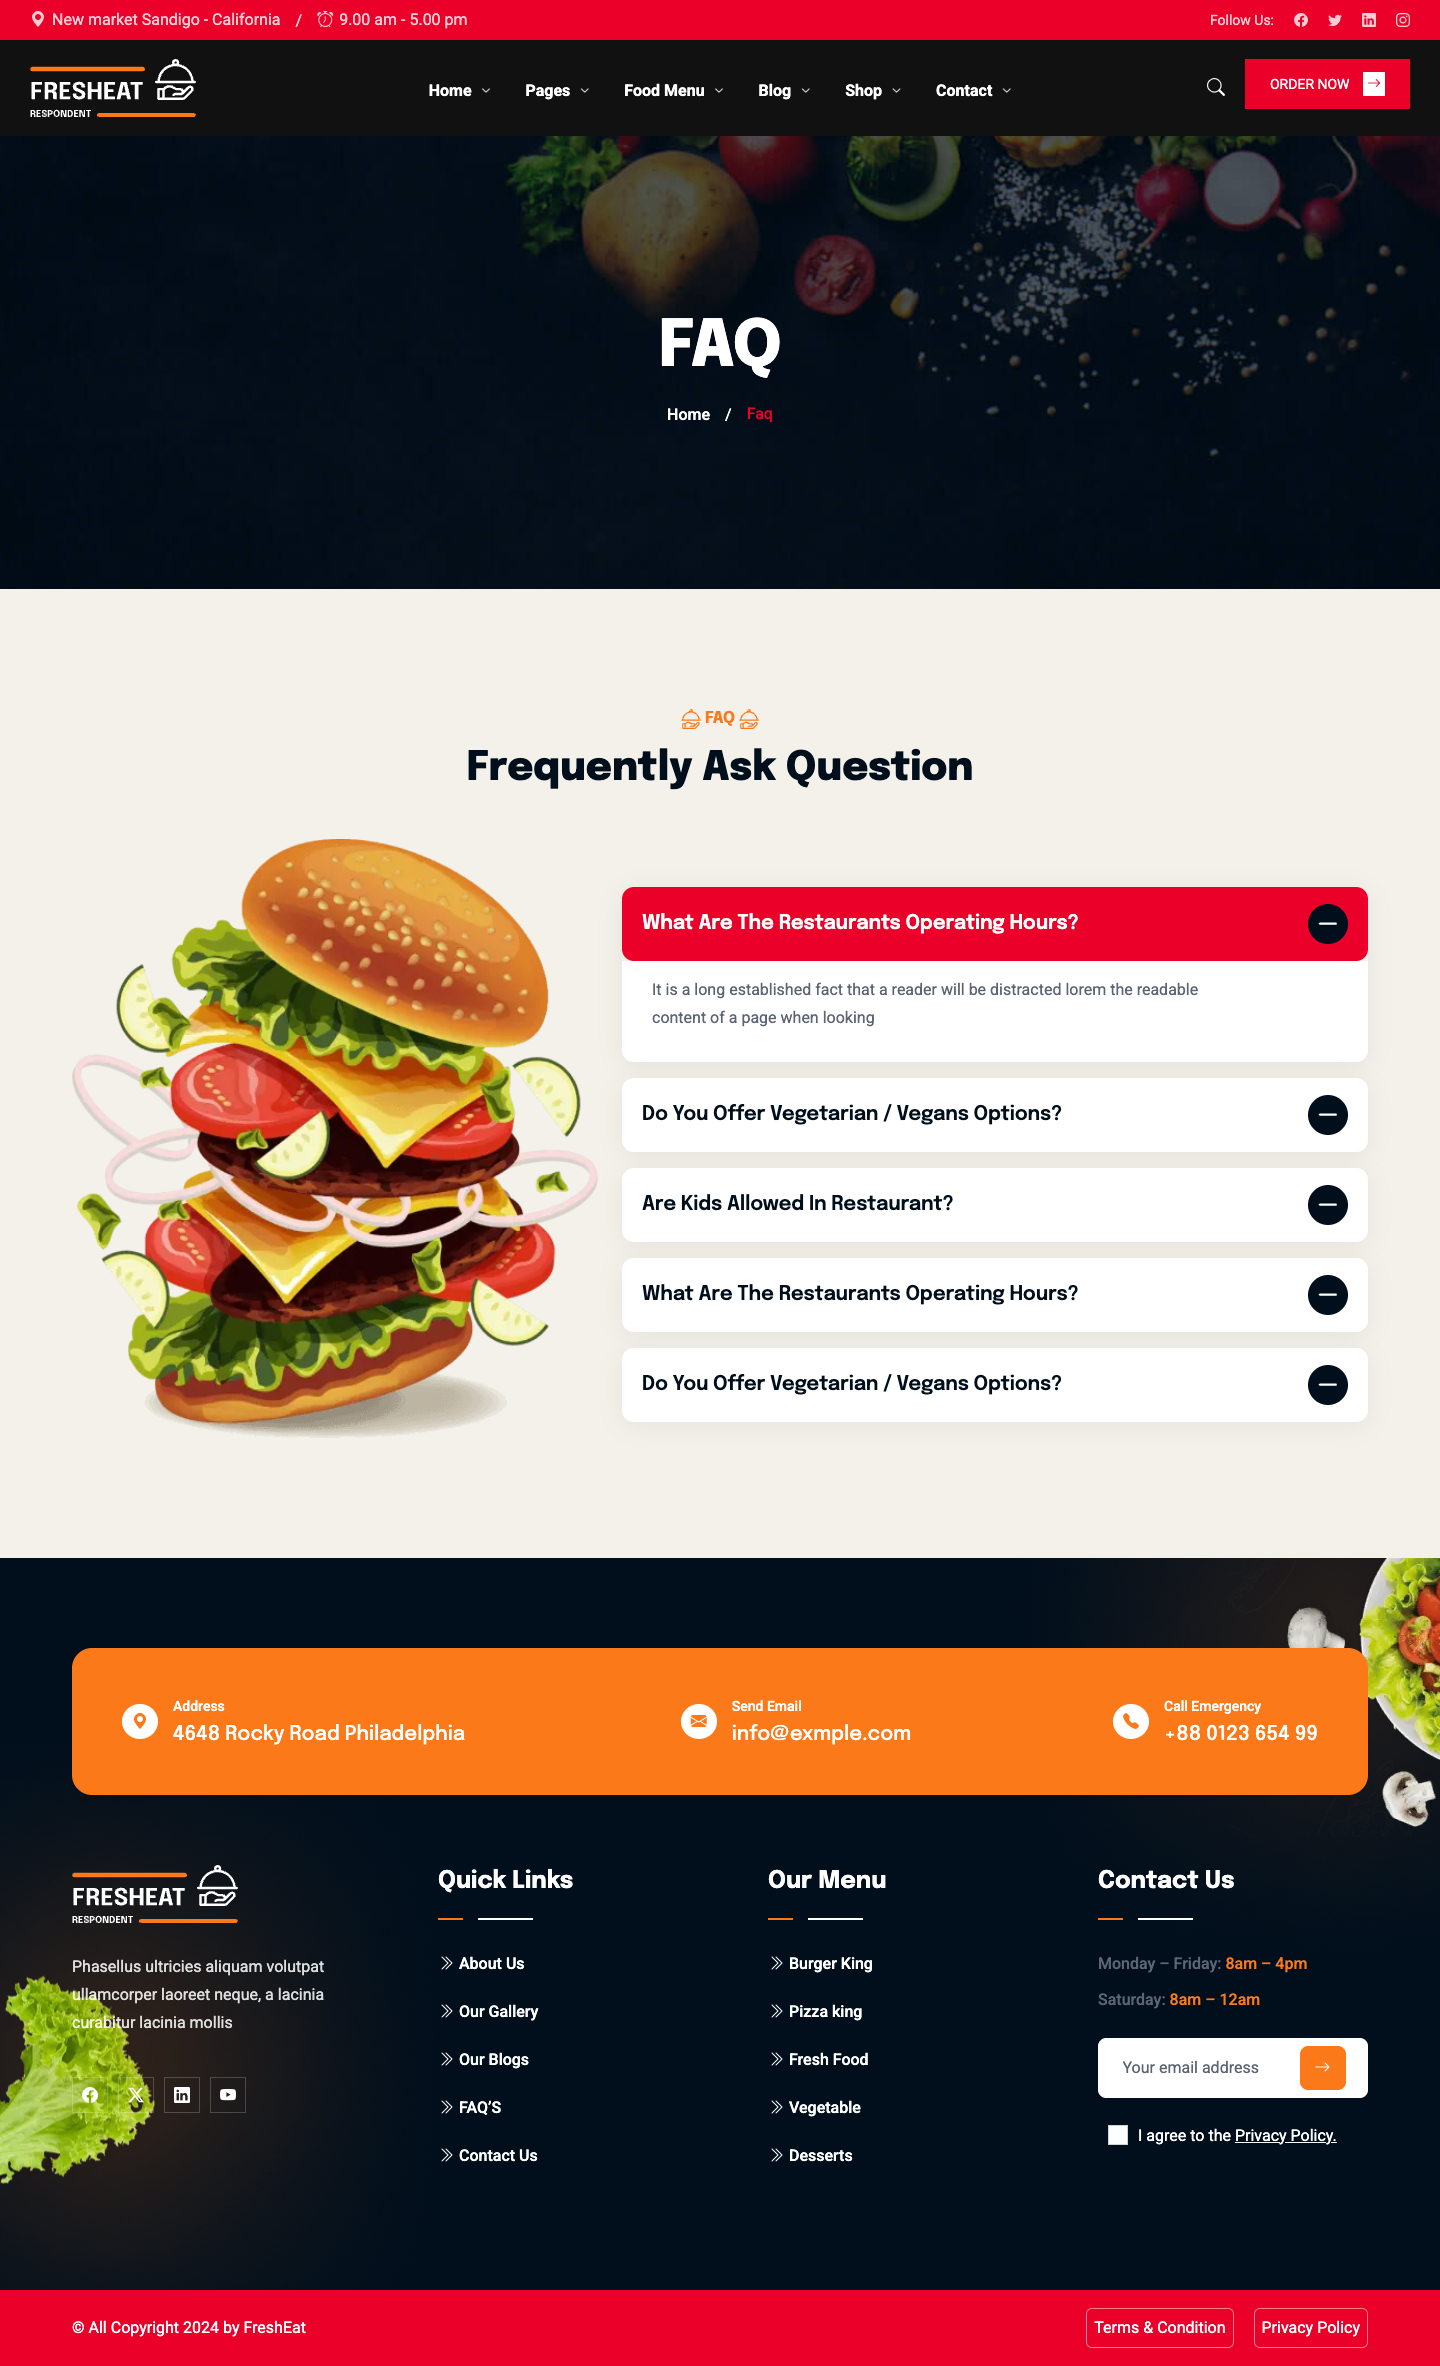 New market Sandigo - California / 9.00 am - 5.00 pm
Follow Us:
FRESHEAT
RESPONDENT
Home Pages Food Menu Blog Shop Contact
ORDER NOW
FAQ
Home / Faq
FAQ
Frequently Ask Question
What Are The Restaurants Operating Hours?
It is a long established fact that a reader will be distracted lorem the readable
content of a page when looking
Do You Offer Vegetarian / Vegans Options?
Are Kids Allowed In Restaurant?
What Are The Restaurants Operating Hours?
Do You Offer Vegetarian / Vegans Options?
Address
4648 Rocky Road Philadelphia
Send Email
info@exmple.com
Call Emergency
+88 0123 654 99
FRESHEAT
RESPONDENT
Phasellus ultricies aliquam volutpat
ullamcorper laoreet neque, a lacinia
curabitur lacinia mollis
Quick Links
About Us
Our Gallery
Our Blogs
FAQ'S
Contact Us
Our Menu
Burger King
Pizza king
Fresh Food
Vegetable
Desserts
Contact Us
Monday – Friday: 8am – 4pm
Saturday: 8am – 12am
Your email address
I agree to the Privacy Policy.
© All Copyright 2024 by FreshEat
Terms & Condition
Privacy Policy